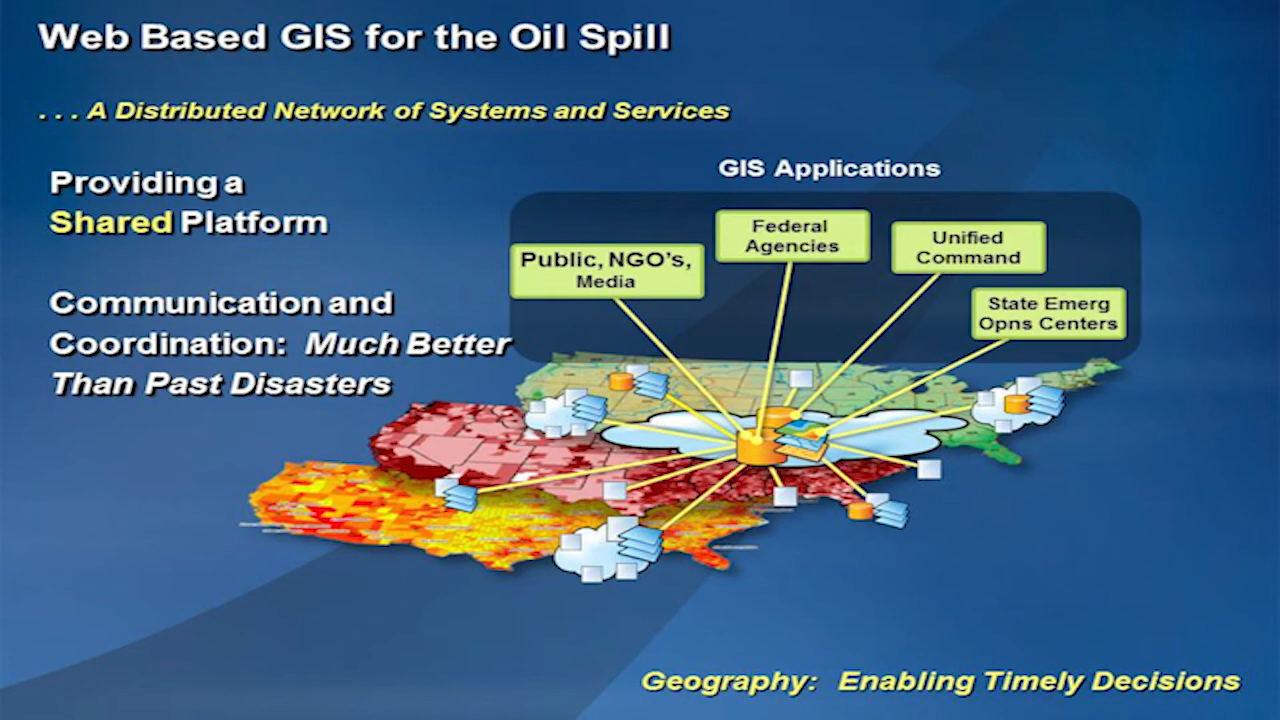 Web Based GIS for the Oil Spill
. . . A Distributed Network of Systems and Services
Providing a
Shared Platform
Communication and
Coordination: Much Better
Than Past Disasters
GIS Applications
Public, NGO's,
Media
Federal
Agencies
Unified
Command
State Emerg
Opns Centers
Geography: Enabling Timely Decisions